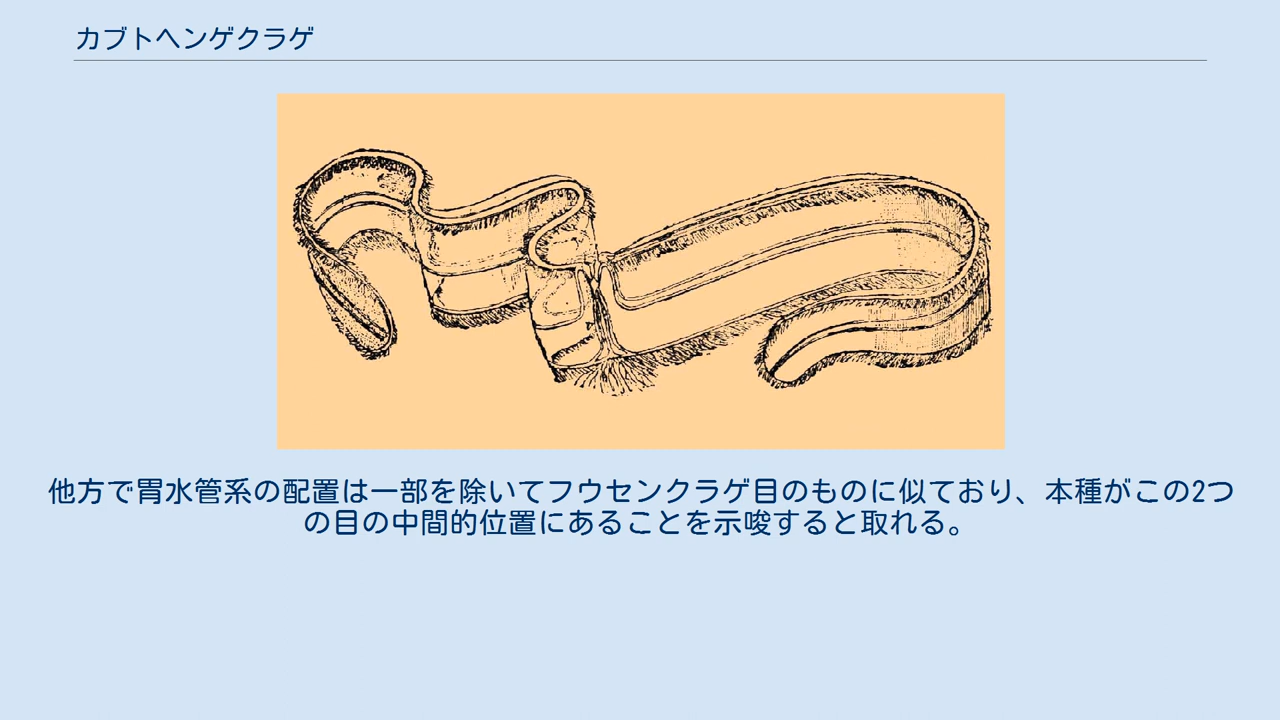 カブトヘンゲクラゲ
他方で胃水管系の配置は一部を除いてフウセンクラゲ目のものに似ており、本種がこの2つ
の目の中間的位置にあることを示唆すると取れる。